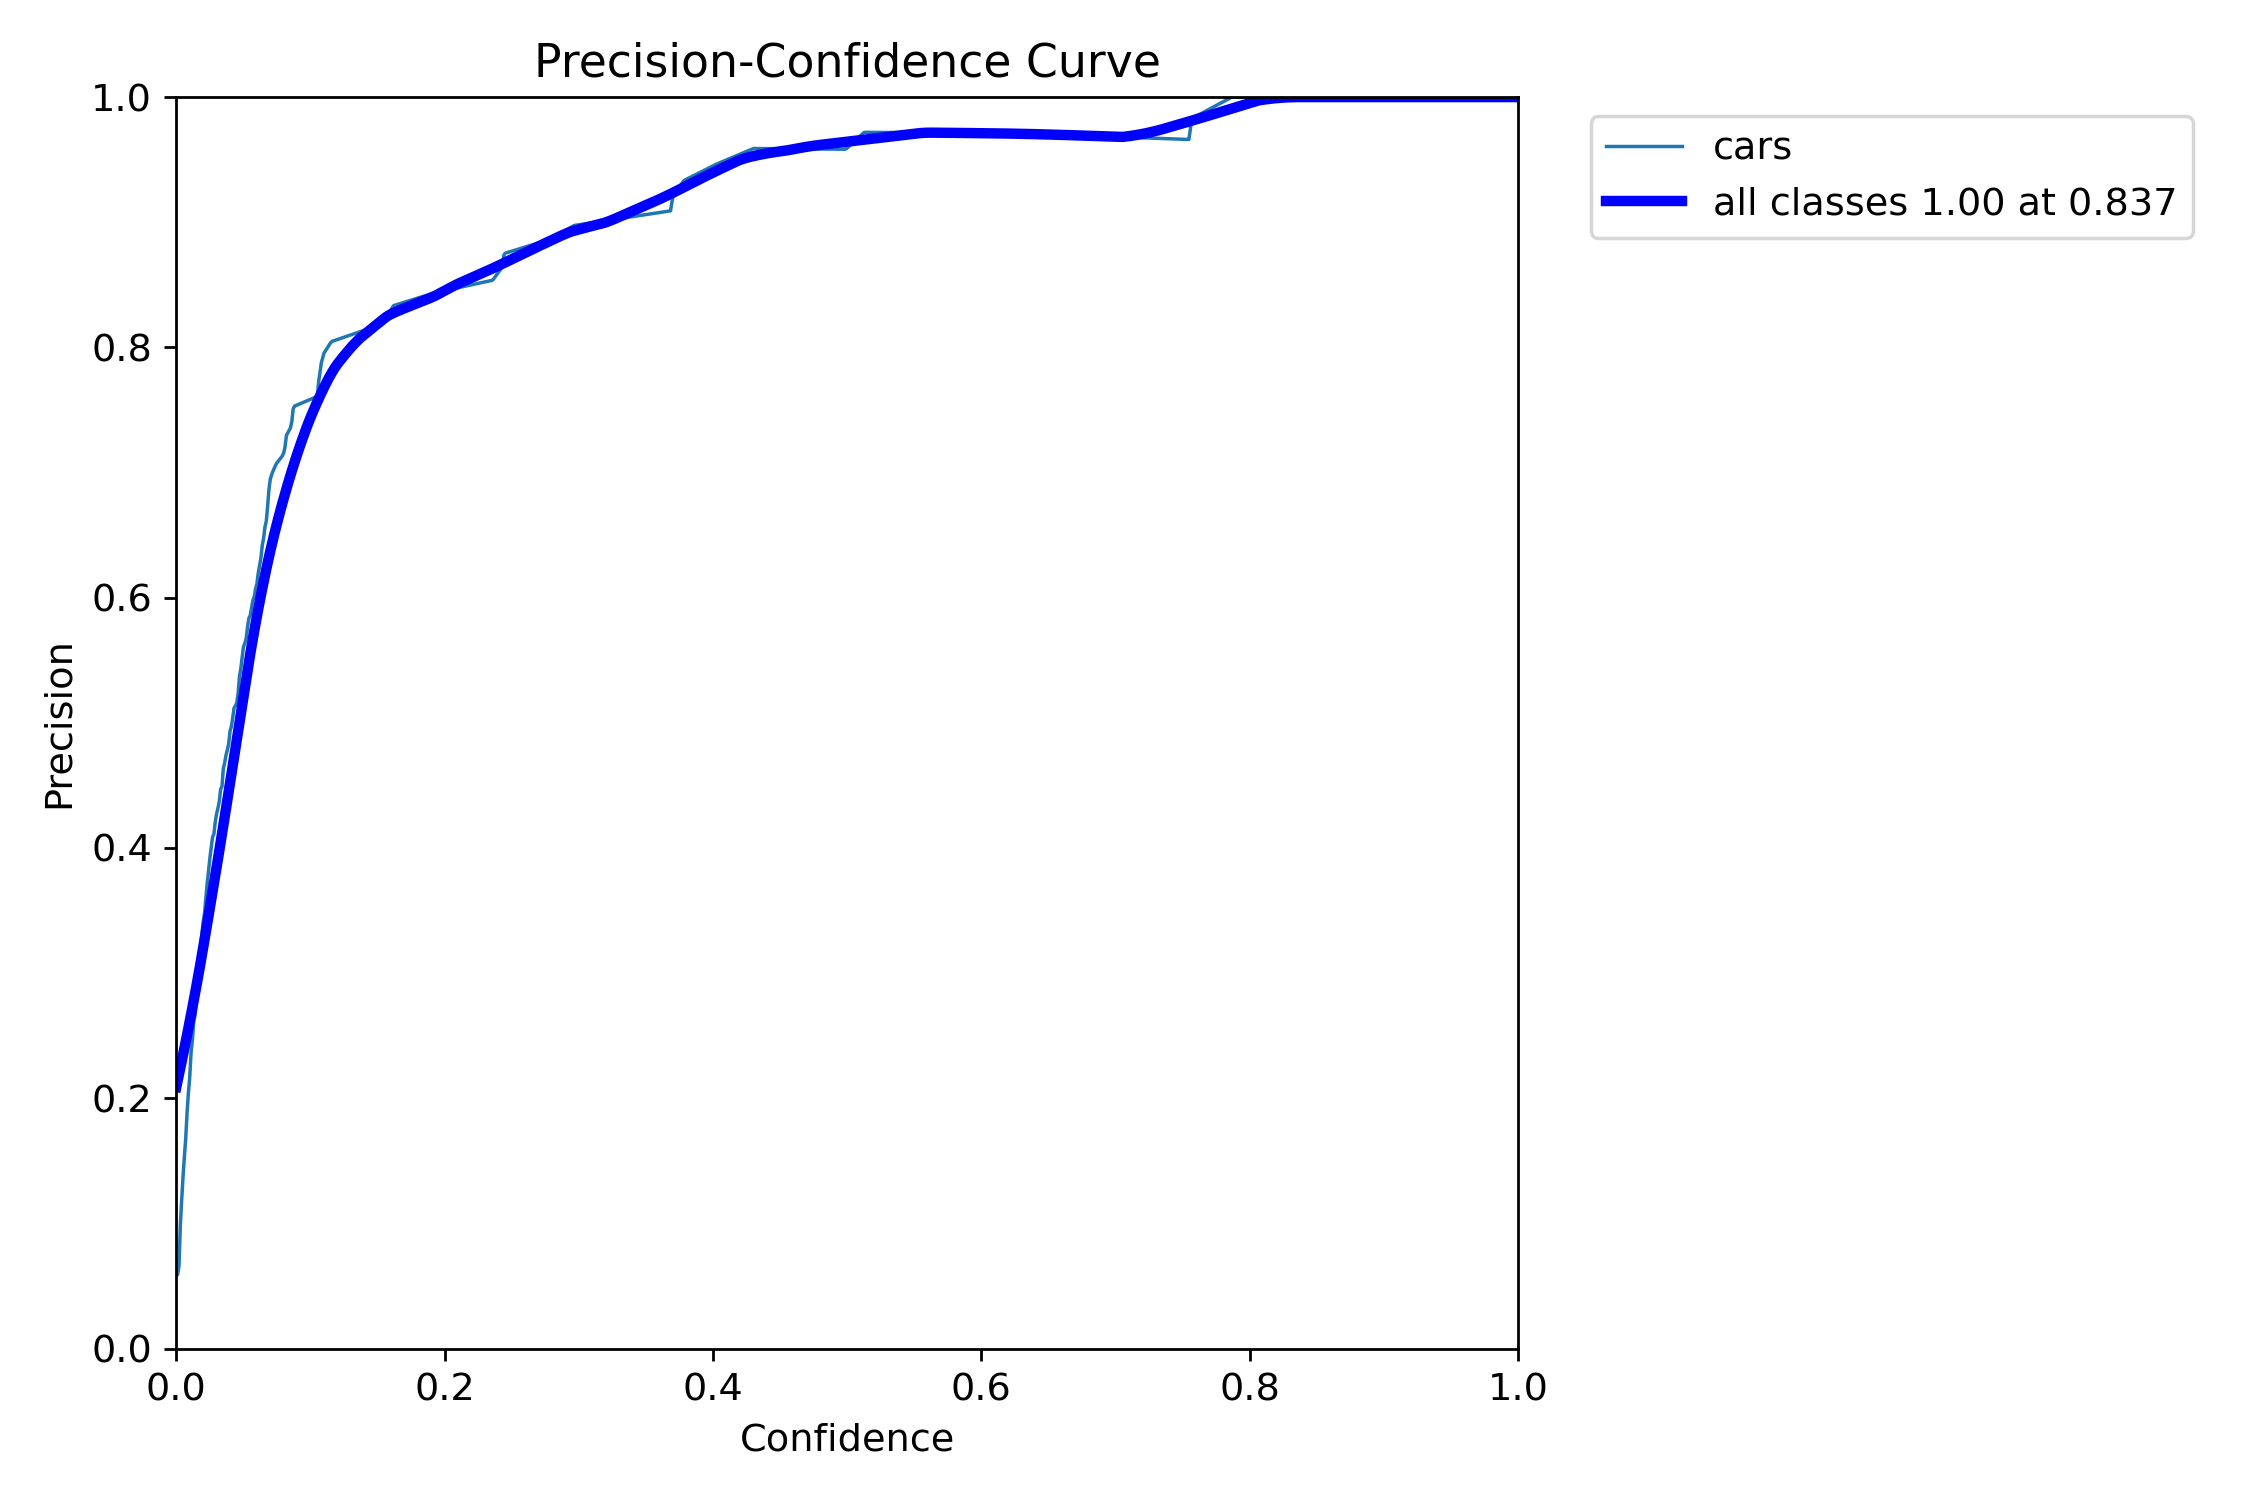 Precision-Confidence Curve
1.0
0.8
0.6
0.4
0.2
0.0
Precision
0.0 0.2 0.4 0.6 0.8 1.0
Confidence
cars
all classes 1.00 at 0.837